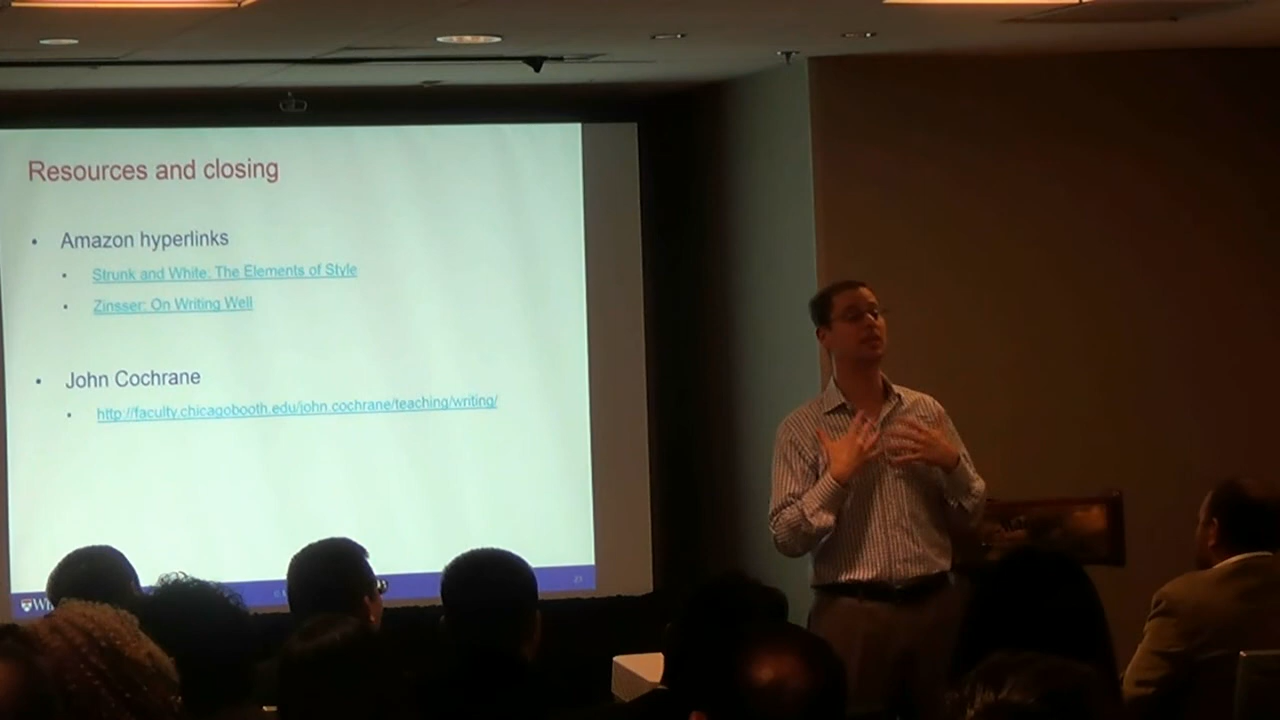 Resources and closing
• Amazon hyperlinks
• Strunk and White: The Elements of Style
• Zinsser: On Writing Well
• John Cochrane
• http://faculty.chicagobooth.edu/john.cochrane/teaching/writing/